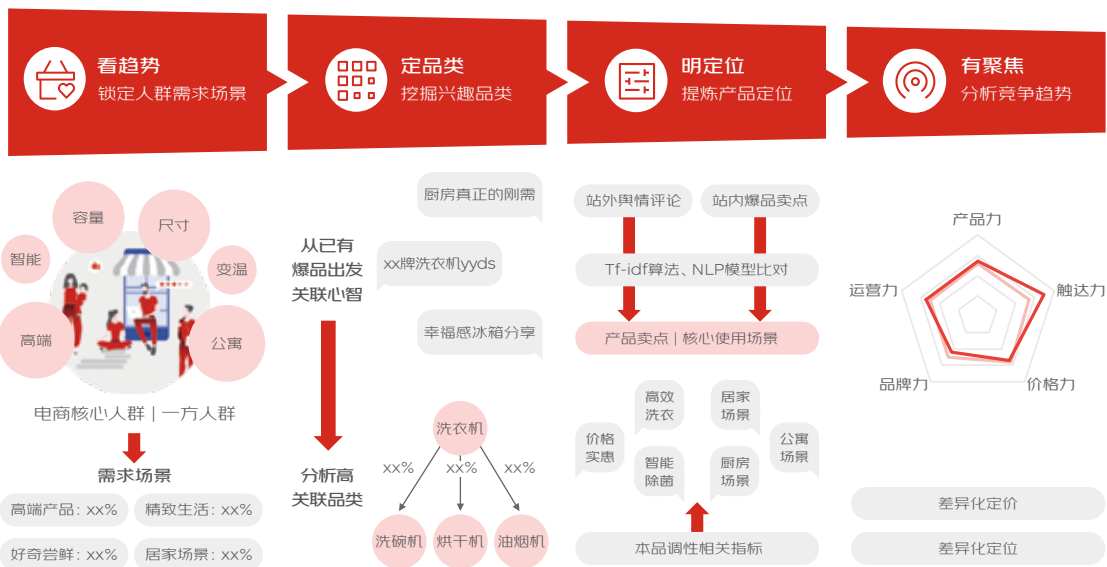 看趋势
锁定人群需求场景
定品类
挖掘兴趣品类
明定位
提炼产品定位
有聚焦
分析竞争趋势
容量
尺寸
智能
变温
高端
公寓
电商核心人群 | 一方人群
需求场景
高端产品: xx%
精致生活: xx%
好奇尝鲜: xx%
居家场景: xx%
厨房真正的刚需
从已有
爆品出发
关联心智
xx牌洗衣机yyds
幸福感冰箱分享
分析高
关联品类
洗衣机
xx%
xx%
xx%
洗碗机
烘干机
油烟机
站外舆情评论
站内爆品卖点
Tf-idf算法、NLP模型比对
产品卖点 | 核心使用场景
高效
洗衣
居家
场景
价格
实惠
公寓
场景
智能
除菌
厨房
场景
本品调性相关指标
产品力
运营力
触达力
品牌力
价格力
差异化定价
差异化定位